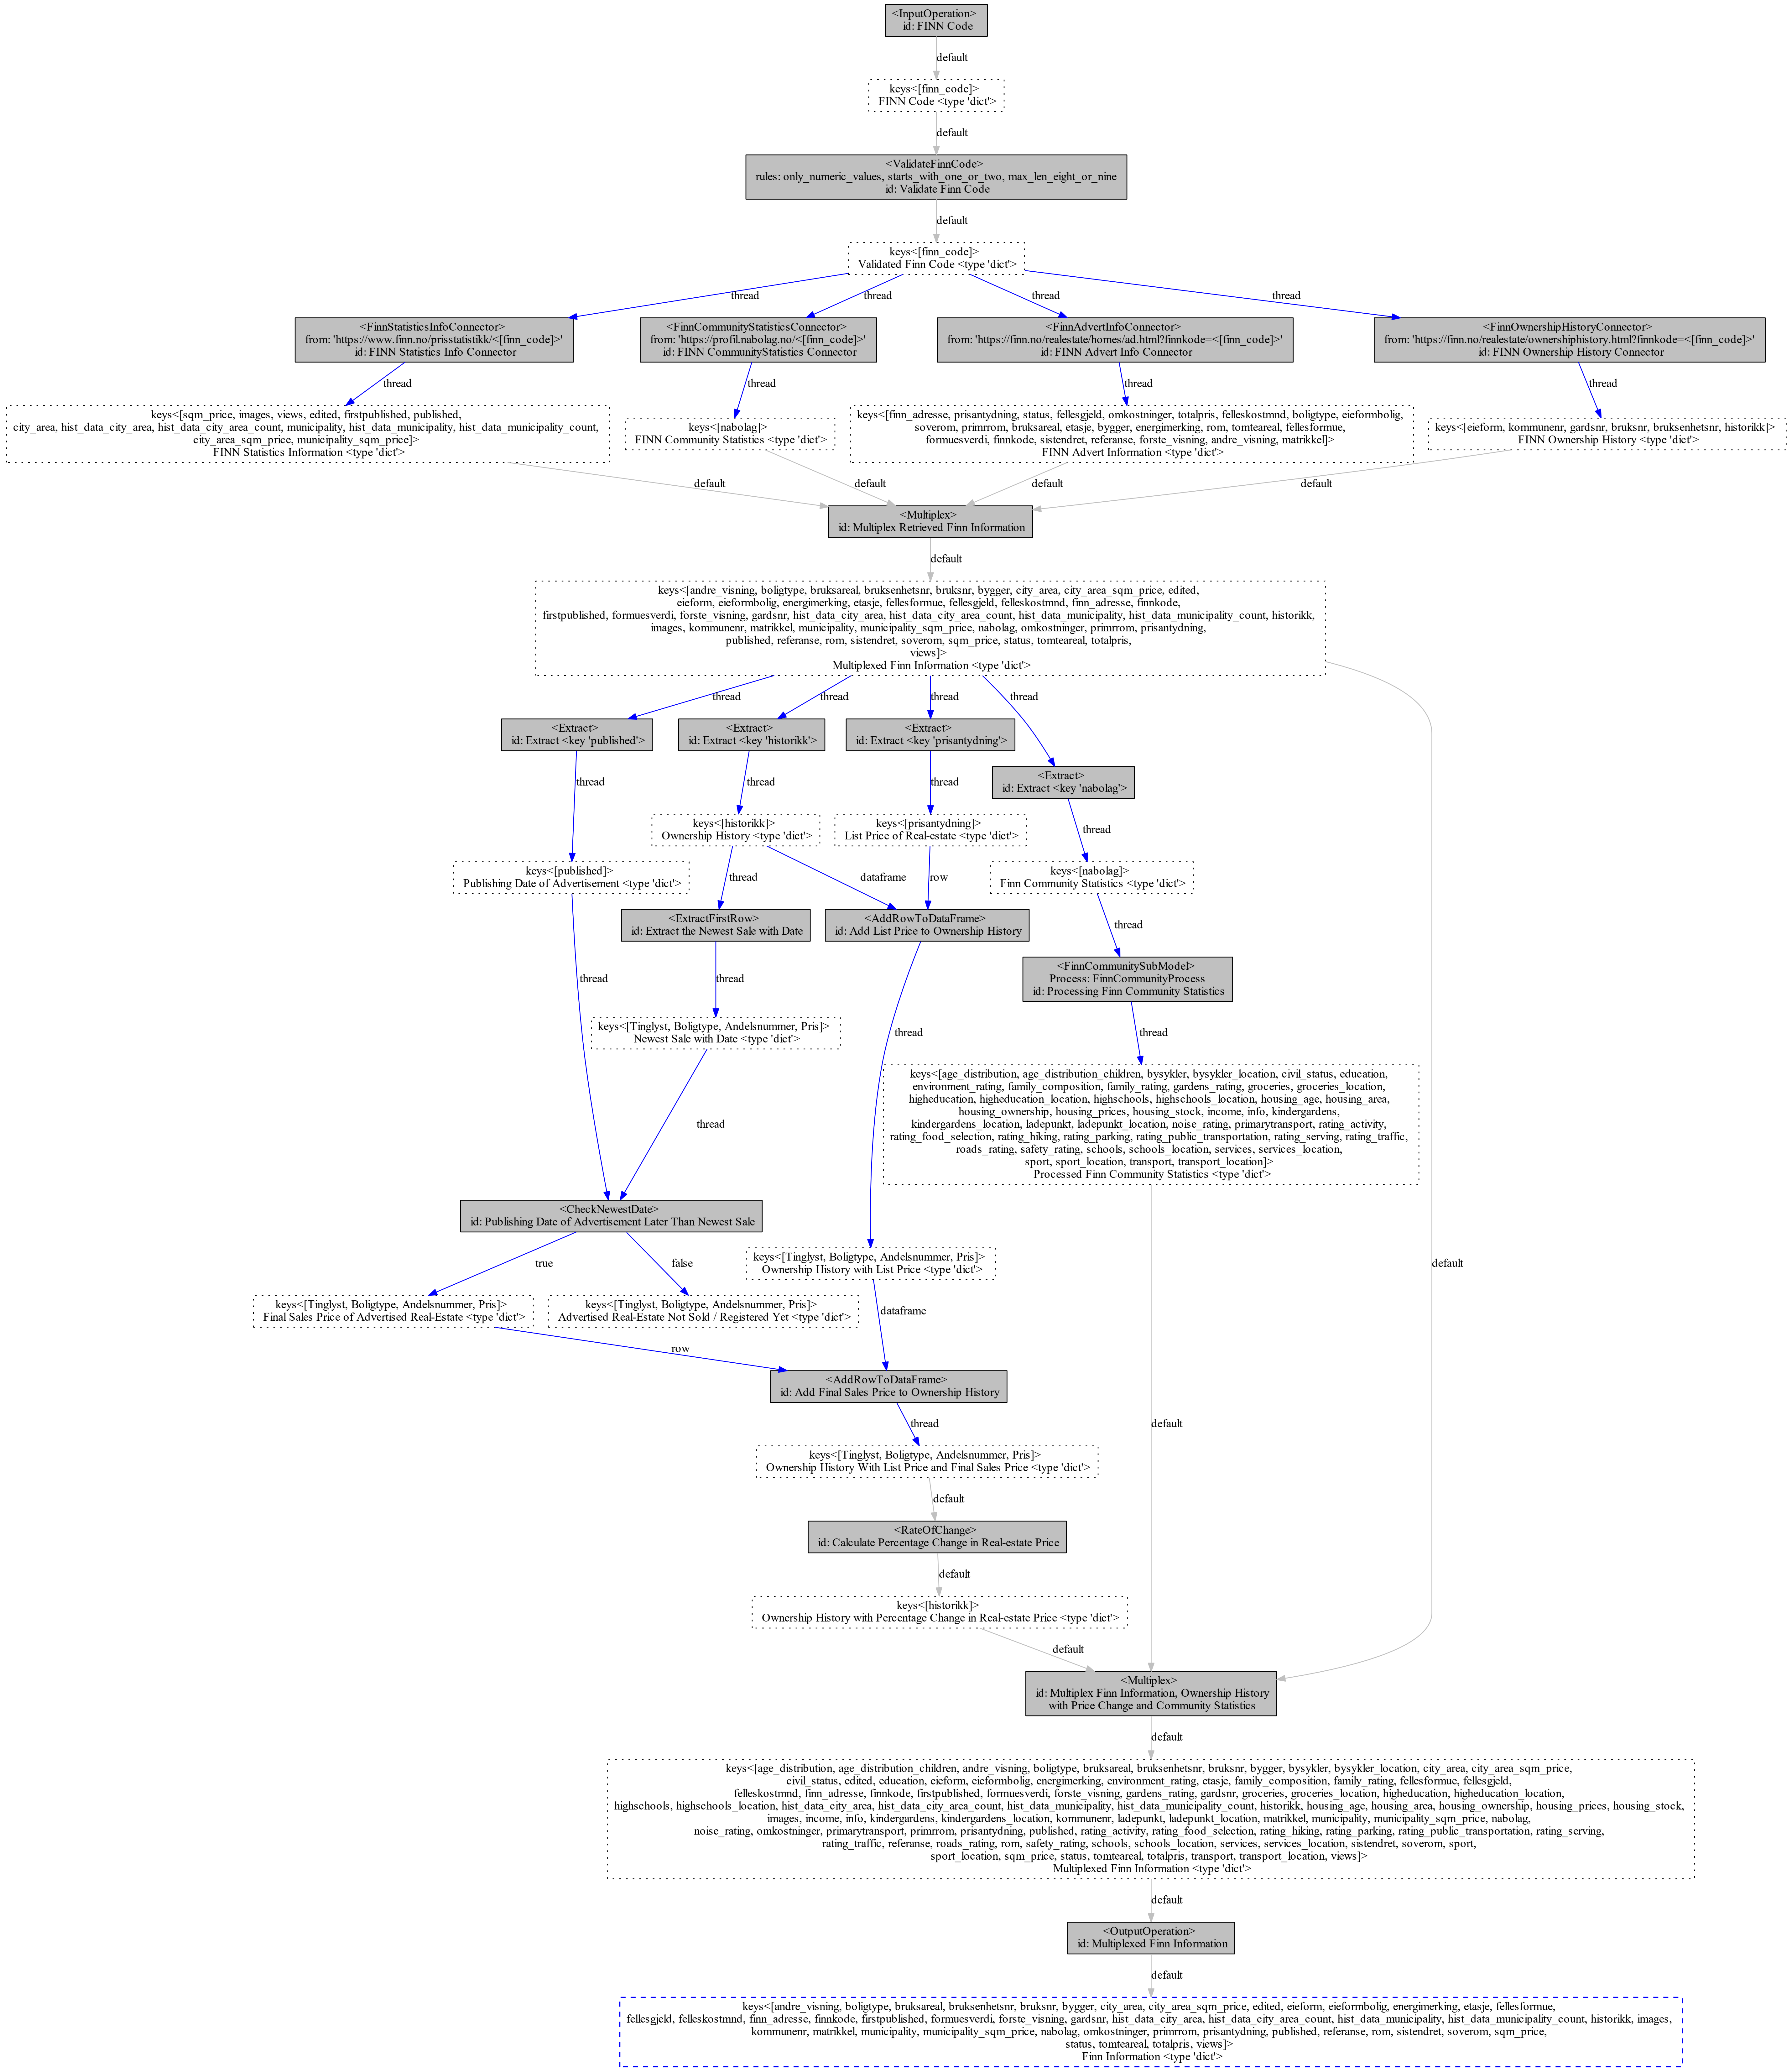 <InputOperation>
id: FINN Code
default
keys<[finn_code]>
FINN Code <type 'dict'>
default
<ValidateFinnCode>
rules: only_numeric_values, starts_with_one_or_two, max_len_eight_or_nine
id: Validate Finn Code
default
keys<[finn_code]>
Validated Finn Code <type 'dict'>
thread
thread
thread
thread
<FinnStatisticsInfoConnector>
from: 'https://www.finn.no/prisstatistikk/<[finn_code]>'
id: FINN Statistics Info Connector
<FinnCommunityStatisticsConnector>
from: 'https://profil.nabolag.no/<[finn_code]>'
id: FINN CommunityStatistics Connector
<FinnAdvertInfoConnector>
from: 'https://finn.no/realestate/homes/ad.html?finnkode=<[finn_code]>'
id: FINN Advert Info Connector
<FinnOwnershipHistoryConnector>
from: 'https://finn.no/realestate/ownershiphistory.html?finnkode=<[finn_code]>'
id: FINN Ownership History Connector
thread
thread
thread
thread
keys<[sqm_price, images, views, edited, firstpublished, published,
city_area, hist_data_city_area, hist_data_city_area_count, municipality, hist_data_municipality, hist_data_municipality_count,
city_area_sqm_price, municipality_sqm_price]>
FINN Statistics Information <type 'dict'>
keys<[nabolag]>
FINN Community Statistics <type 'dict'>
keys<[finn_adresse, prisantydning, status, fellesgjeld, omkostninger, totalpris, felleskostmnd, boligtype, eieformbolig,
soverom, primrrom, bruksareal, etasje, bygger, energimerking, rom, tomteareal, fellesformue,
formuesverdi, finnkode, sistendret, referanse, forste_visning, andre_visning, matrikkel]>
FINN Advert Information <type 'dict'>
keys<[eieform, kommunenr, gardsnr, bruksnr, bruksenhetsnr, historikk]>
FINN Ownership History <type 'dict'>
default
default
default
default
<Multiplex>
id: Multiplex Retrieved Finn Information
default
keys<[andre_visning, boligtype, bruksareal, bruksenhetsnr, bruksnr, bygger, city_area, city_area_sqm_price, edited,
eieform, eieformbolig, energimerking, etasje, fellesformue, fellesgjeld, felleskostmnd, finn_adresse, finnkode,
firstpublished, formuesverdi, forste_visning, gardsnr, hist_data_city_area, hist_data_city_area_count, hist_data_municipality, hist_data_municipality_count, historikk,
images, kommunenr, matrikkel, municipality, municipality_sqm_price, nabolag, omkostninger, primrrom, prisantydning,
published, referanse, rom, sistendret, soverom, sqm_price, status, tomteareal, totalpris,
views]>
Multiplexed Finn Information <type 'dict'>
thread
thread
thread
thread
<Extract>
id: Extract <key 'published'>
<Extract>
id: Extract <key 'historikk'>
<Extract>
id: Extract <key 'prisantydning'>
<Extract>
id: Extract <key 'nabolag'>
thread
thread
thread
thread
keys<[historikk]>
Ownership History <type 'dict'>
keys<[prisantydning]>
List Price of Real-estate <type 'dict'>
keys<[published]>
Publishing Date of Advertisement <type 'dict'>
keys<[nabolag]>
Finn Community Statistics <type 'dict'>
thread
dataframe
row
thread
<ExtractFirstRow>
id: Extract the Newest Sale with Date
<AddRowToDataFrame>
id: Add List Price to Ownership History
<FinnCommunitySubModel>
Process: FinnCommunityProcess
id: Processing Finn Community Statistics
thread
thread
thread
thread
keys<[Tinglyst, Boligtype, Andelsnummer, Pris]>
Newest Sale with Date <type 'dict'>
keys<[age_distribution, age_distribution_children, bysykler, bysykler_location, civil_status, education,
environment_rating, family_composition, family_rating, gardens_rating, groceries, groceries_location,
higheducation, higheducation_location, highschools, highschools_location, housing_age, housing_area,
housing_ownership, housing_prices, housing_stock, income, info, kindergardens,
kindergardens_location, ladepunkt, ladepunkt_location, noise_rating, primarytransport, rating_activity,
rating_food_selection, rating_hiking, rating_parking, rating_public_transportation, rating_serving, rating_traffic,
roads_rating, safety_rating, schools, schools_location, services, services_location,
sport, sport_location, transport, transport_location]>
Processed Finn Community Statistics <type 'dict'>
thread
<CheckNewestDate>
id: Publishing Date of Advertisement Later Than Newest Sale
true
false
default
keys<[Tinglyst, Boligtype, Andelsnummer, Pris]>
Ownership History with List Price <type 'dict'>
keys<[Tinglyst, Boligtype, Andelsnummer, Pris]>
Final Sales Price of Advertised Real-Estate <type 'dict'>
keys<[Tinglyst, Boligtype, Andelsnummer, Pris]>
Advertised Real-Estate Not Sold / Registered Yet <type 'dict'>
dataframe
row
<AddRowToDataFrame>
id: Add Final Sales Price to Ownership History
thread
default
keys<[Tinglyst, Boligtype, Andelsnummer, Pris]>
Ownership History With List Price and Final Sales Price <type 'dict'>
default
<RateOfChange>
id: Calculate Percentage Change in Real-estate Price
default
keys<[historikk]>
Ownership History with Percentage Change in Real-estate Price <type 'dict'>
default
<Multiplex>
id: Multiplex Finn Information, Ownership History
with Price Change and Community Statistics
default
keys<[age_distribution, age_distribution_children, andre_visning, boligtype, bruksareal, bruksenhetsnr, bruksnr, bygger, bysykler, bysykler_location, city_area, city_area_sqm_price,
civil_status, edited, education, eieform, eieformbolig, energimerking, environment_rating, etasje, family_composition, family_rating, fellesformue, fellesgjeld,
felleskostmnd, finn_adresse, finnkode, firstpublished, formuesverdi, forste_visning, gardens_rating, gardsnr, groceries, groceries_location, higheducation, higheducation_location,
highschools, highschools_location, hist_data_city_area, hist_data_city_area_count, hist_data_municipality, hist_data_municipality_count, historikk, housing_age, housing_area, housing_ownership, housing_prices, housing_stock,
images, income, info, kindergardens, kindergardens_location, kommunenr, ladepunkt, ladepunkt_location, matrikkel, municipality, municipality_sqm_price, nabolag,
noise_rating, omkostninger, primarytransport, primrrom, prisantydning, published, rating_activity, rating_food_selection, rating_hiking, rating_parking, rating_public_transportation, rating_serving,
rating_traffic, referanse, roads_rating, rom, safety_rating, schools, schools_location, services, services_location, sistendret, soverom, sport,
sport_location, sqm_price, status, tomteareal, totalpris, transport, transport_location, views]>
Multiplexed Finn Information <type 'dict'>
default
<OutputOperation>
id: Multiplexed Finn Information
default
keys<[andre_visning, boligtype, bruksareal, bruksenhetsnr, bruksnr, bygger, city_area, city_area_sqm_price, edited, eieform, eieformbolig, energimerking, etasje, fellesformue,
fellesgjeld, felleskostmnd, finn_adresse, finnkode, firstpublished, formuesverdi, forste_visning, gardsnr, hist_data_city_area, hist_data_city_area_count, hist_data_municipality, hist_data_municipality_count, historikk, images,
kommunenr, matrikkel, municipality, municipality_sqm_price, nabolag, omkostninger, primrrom, prisantydning, published, referanse, rom, sistendret, soverom, sqm_price,
status, tomteareal, totalpris, views]>
Finn Information <type 'dict'>